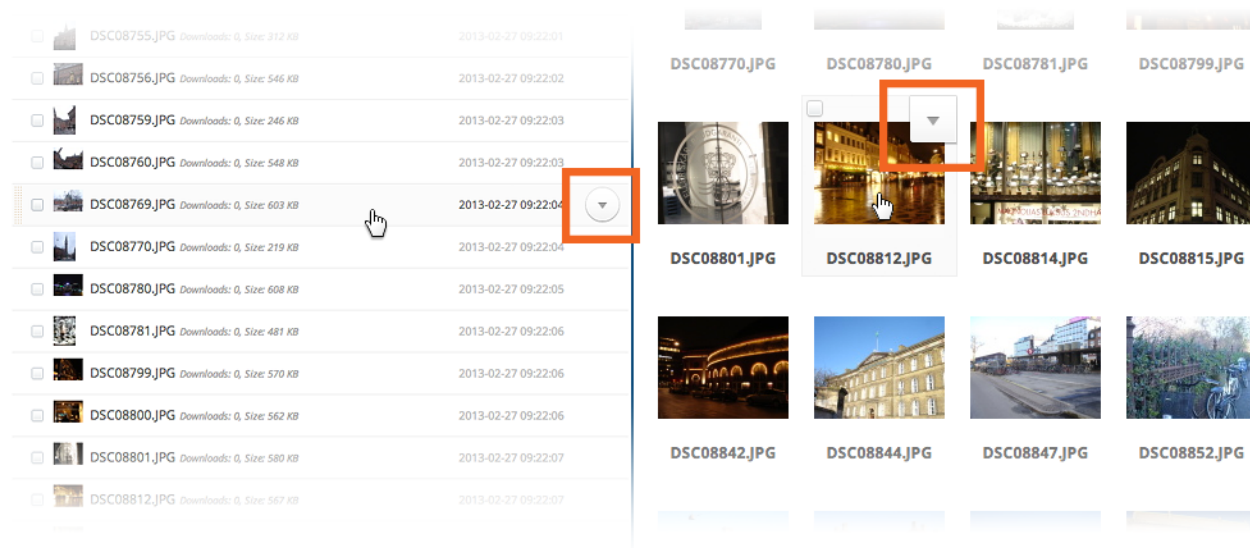 DSC08755.JPG Downloads: 0, Size: 312 KB 2013-02-27 09:22:01
DSC08756.JPG Downloads: 0, Size: 546 KB 2013-02-27 09:22:02
DSC08759.JPG Downloads: 0, Size: 246 KB 2013-02-27 09:22:03
DSC08760.JPG Downloads: 0, Size: 548 KB 2013-02-27 09:22:03
DSC08769.JPG Downloads: 0, Size: 603 KB 2013-02-27 09:22:04
DSC08770.JPG Downloads: 0, Size: 219 KB 2013-02-27 09:22:04
DSC08780.JPG Downloads: 0, Size: 608 KB 2013-02-27 09:22:05
DSC08781.JPG Downloads: 0, Size: 481 KB 2013-02-27 09:22:06
DSC08799.JPG Downloads: 0, Size: 570 KB 2013-02-27 09:22:06
DSC08800.JPG Downloads: 0, Size: 562 KB 2013-02-27 09:22:06
DSC08801.JPG Downloads: 0, Size: 580 KB 2013-02-27 09:22:07
DSC08812.JPG Downloads: 0, Size: 567 KB 2013-02-27 09:22:07
DSC08770.JPG DSC08780.JPG DSC08781.JPG DSC08799.JPG
DSC08801.JPG DSC08812.JPG DSC08814.JPG DSC08815.JPG
DSC08842.JPG DSC08844.JPG DSC08847.JPG DSC08852.JPG